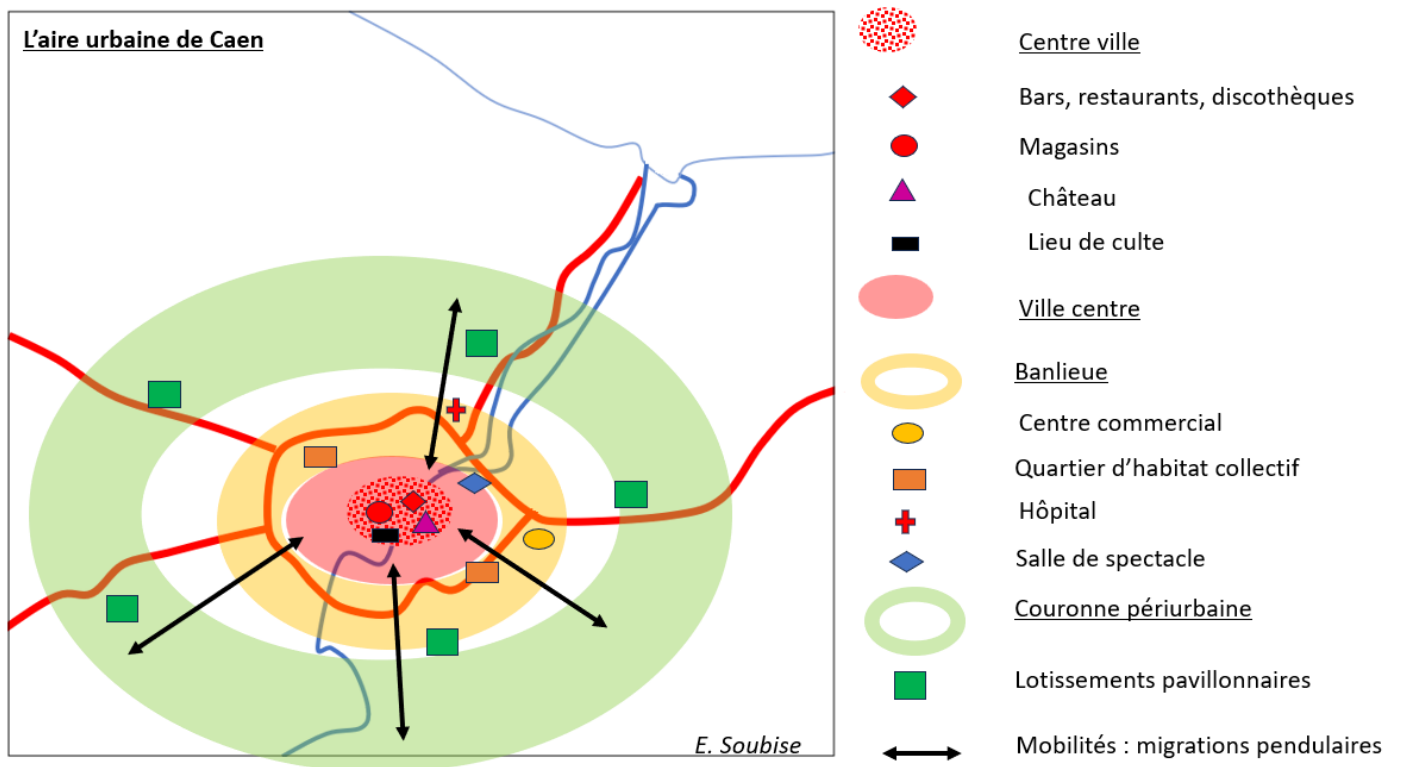 L’aire urbaine de Caen
Centre ville
Bars, restaurants, discothèques
Magasins
Château
Lieu de culte
Ville centre
Banlieue
Centre commercial
Quartier d’habitat collectif
Hôpital
Salle de spectacle
Couronne périurbaine
Lotissements pavillonnaires
Mobilités : migrations pendulaires
E. Soubise